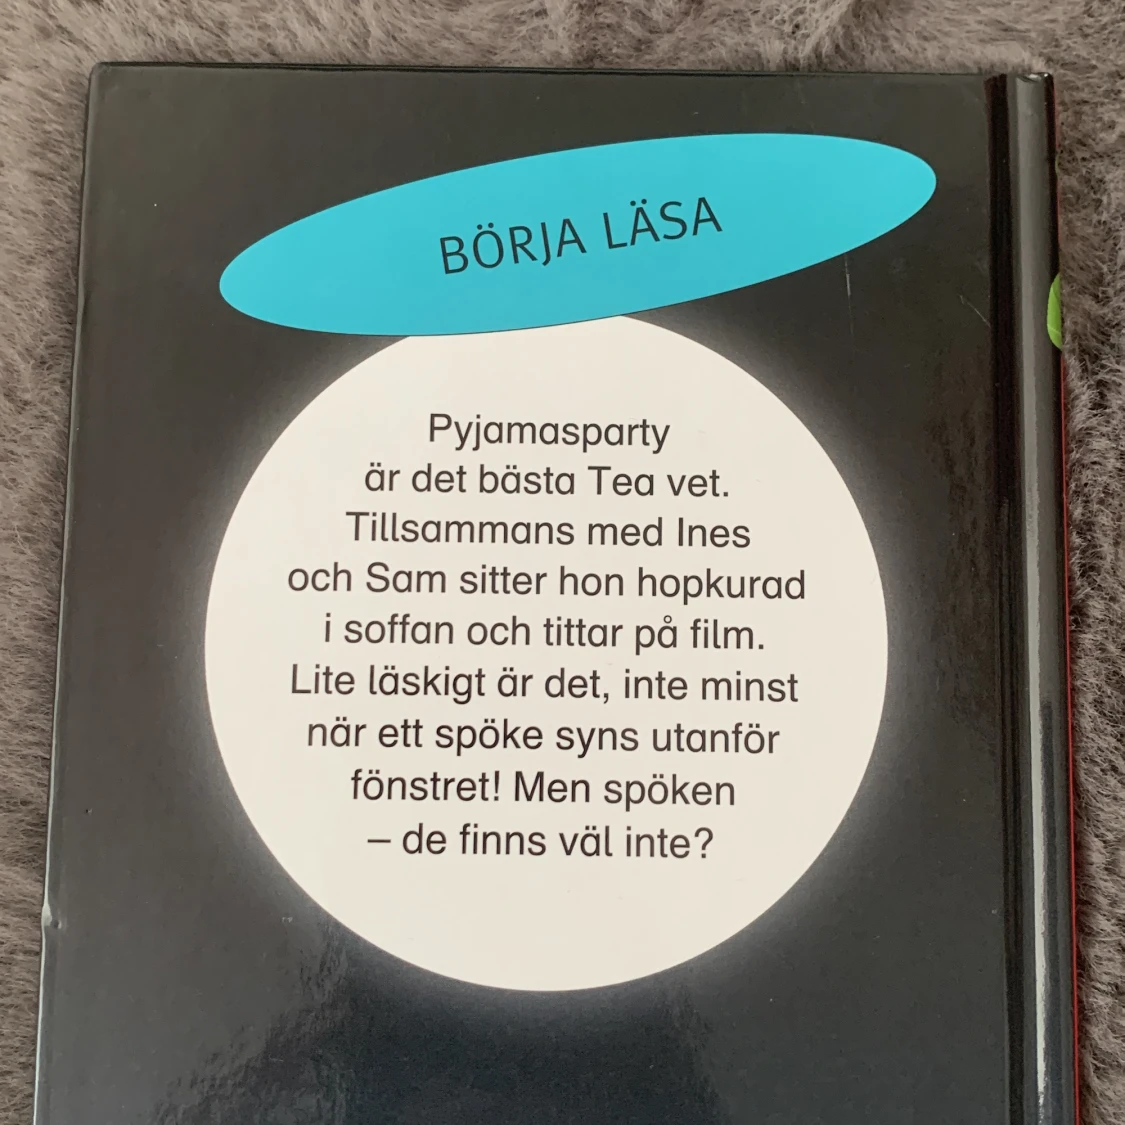 BÖRJA LÄSA
Pyjamasparty
är det bästa Tea vet.
Tillsammans med Ines
och Sam sitter hon hopkurad
i soffan och tittar på film.
Lite läskigt är det, inte minst
när ett spöke syns utanför
fönstret! Men spöken
– de finns väl inte?